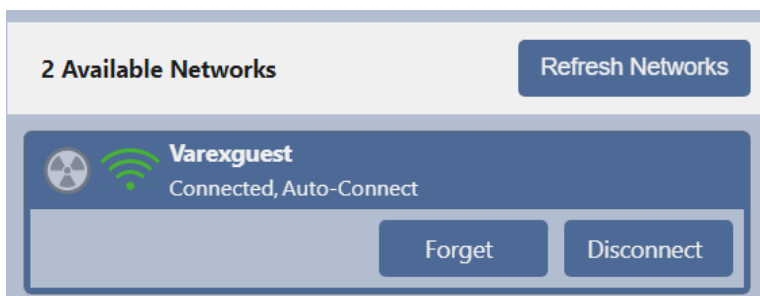 2 Available Networks
Refresh Networks
Varexguest
Connected, Auto-Connect
Forget
Disconnect